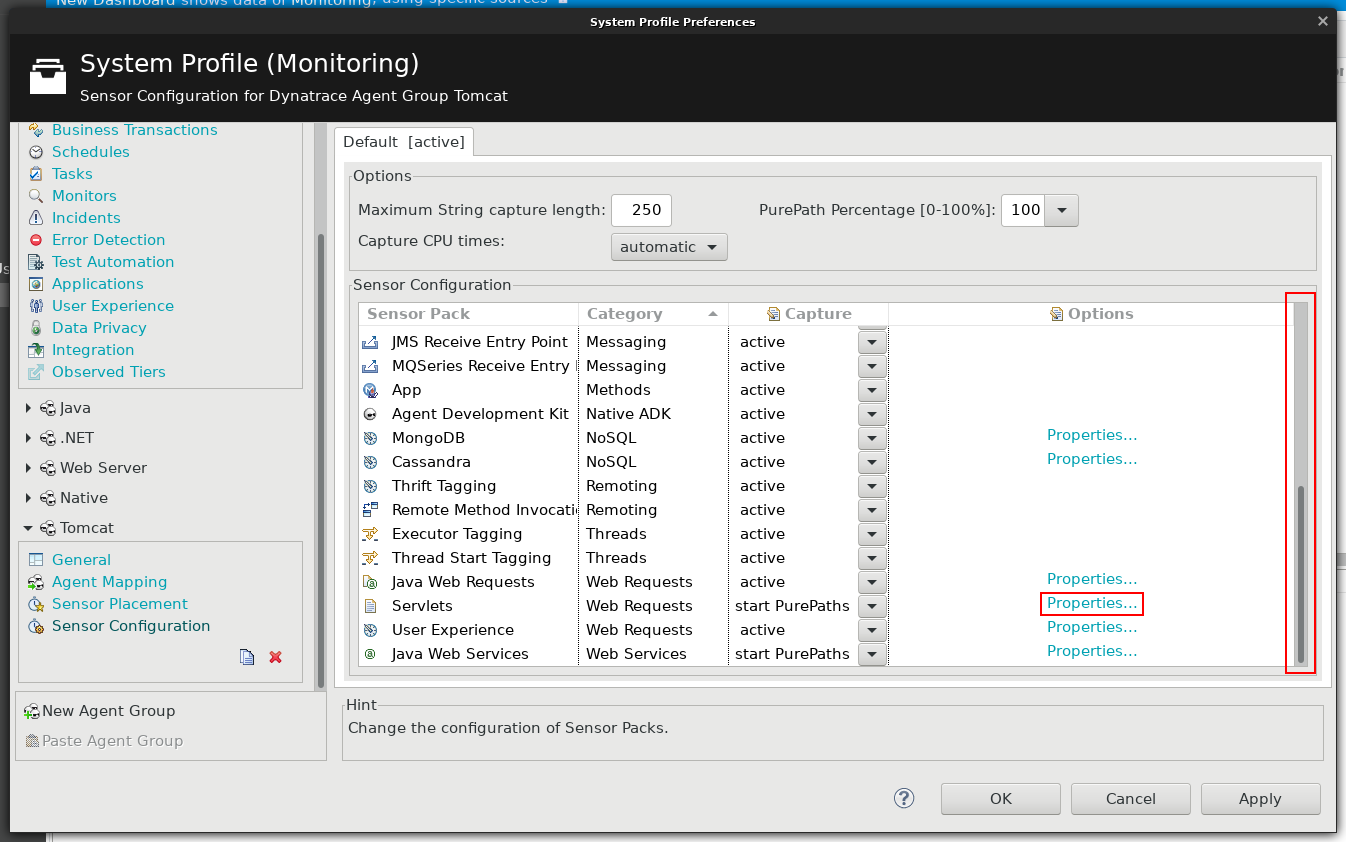 New Dashboard shows data of Monitoring, using specific sources
System Profile Preferences
System Profile (Monitoring)
Sensor Configuration for Dynatrace Agent Group Tomcat
Business Transactions
Schedules
Tasks
Monitors
Incidents
Error Detection
Test Automation
Applications
User Experience
Data Privacy
Integration
Observed Tiers
Java
.NET
Web Server
Native
Tomcat
General
Agent Mapping
Sensor Placement
Sensor Configuration
New Agent Group
Paste Agent Group
Default [active]
Options
Maximum String capture length: 250 PurePath Percentage [0-100%]: 100
Capture CPU times: automatic
Sensor Configuration
Sensor Pack Category Capture Options
JMS Receive Entry Point Messaging active
MQSeries Receive Entry Messaging active
App Methods active
Agent Development Kit Native ADK active
MongoDB NoSQL active Properties...
Cassandra NoSQL active Properties...
Thrift Tagging Remoting active
Remote Method Invocati Remoting active
Executor Tagging Threads active
Thread Start Tagging Threads active
Java Web Requests Web Requests active Properties...
Servlets Web Requests start PurePaths Properties...
User Experience Web Requests active Properties...
Java Web Services Web Services start PurePaths Properties...
Hint
Change the configuration of Sensor Packs.
OK Cancel Apply